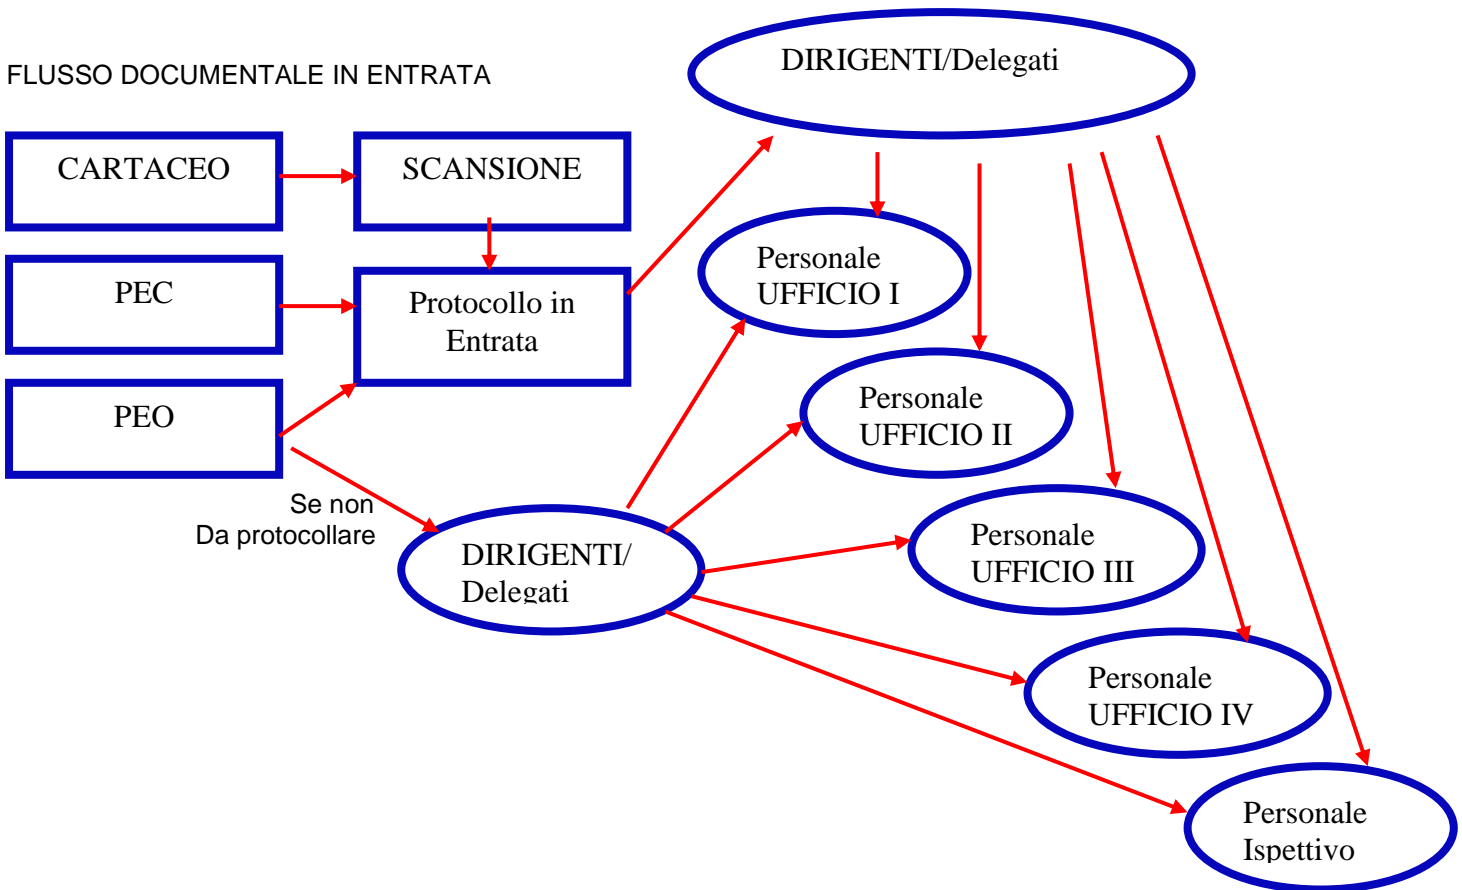 FLUSSO DOCUMENTALE IN ENTRATA
DIRIGENTI/Delegati
CARTACEO
SCANSIONE
PEC
Protocollo in
Entrata
PEO
Se non
Da protocollare
DIRIGENTI/
Delegati
Personale
UFFICIO I
Personale
UFFICIO II
Personale
UFFICIO III
Personale
UFFICIO IV
Personale
Ispettivo